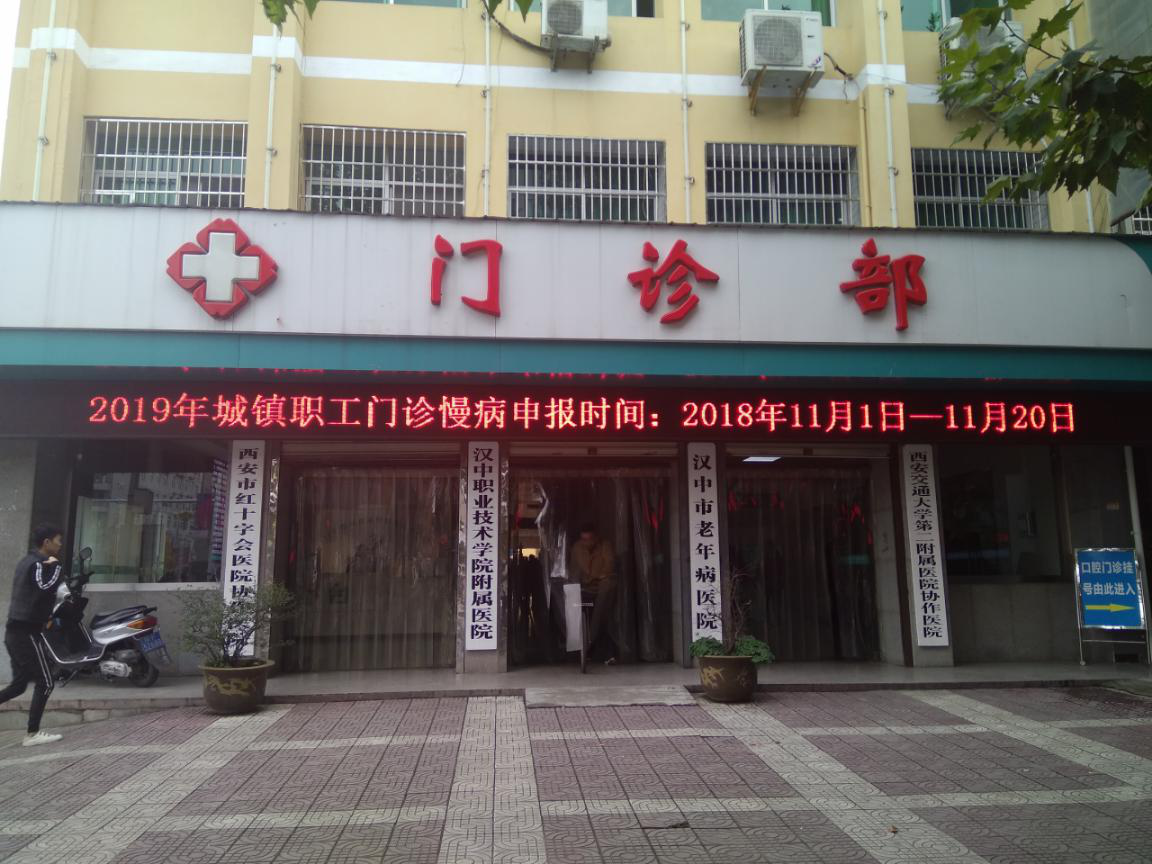 门诊部
2019年城镇职工门诊慢病申报时间：2018年11月1日—11月20日
西安市红十字会医院协
汉中职业技术学院附属医院
汉中市老年病医院
西安交通大学第一附属医院协作医院
口腔门诊挂
号由此进入